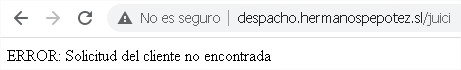 No es seguro | despacho.hermanospepotez.sl/juici
ERROR: Solicitud del cliente no encontrada